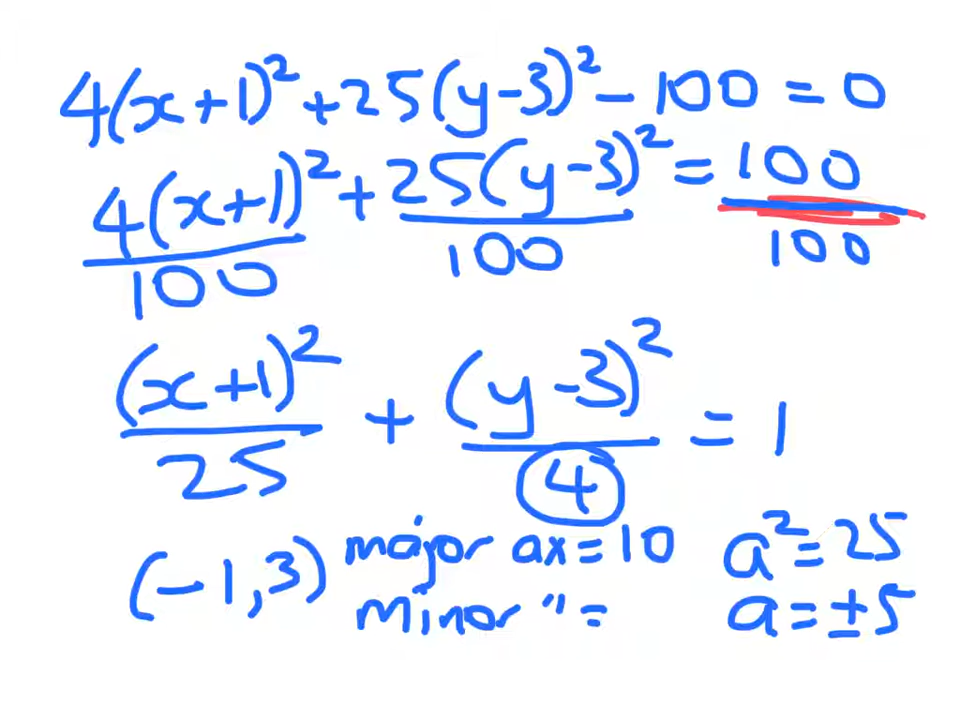 4(x+1)²+25(y-3)²-100=0
4(x+1)²+25(y-3)²=100
100 100 100
(x+1)² + (y-3)² = 1
25 4
(-1,3) major ax=10 a²=25
minor "= a=±5